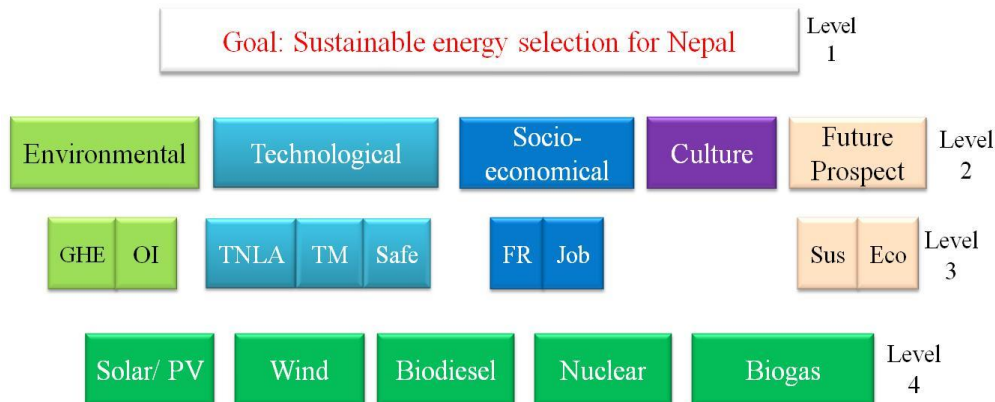 Goal: Sustainable energy selection for Nepal
Level
1
Environmental
Technological
Socio-
economical
Culture
Future
Prospect
Level
2
GHE
OI
TNLA
TM
Safe
FR
Job
Sus
Eco
Level
3
Solar/ PV
Wind
Biodiesel
Nuclear
Biogas
Level
4